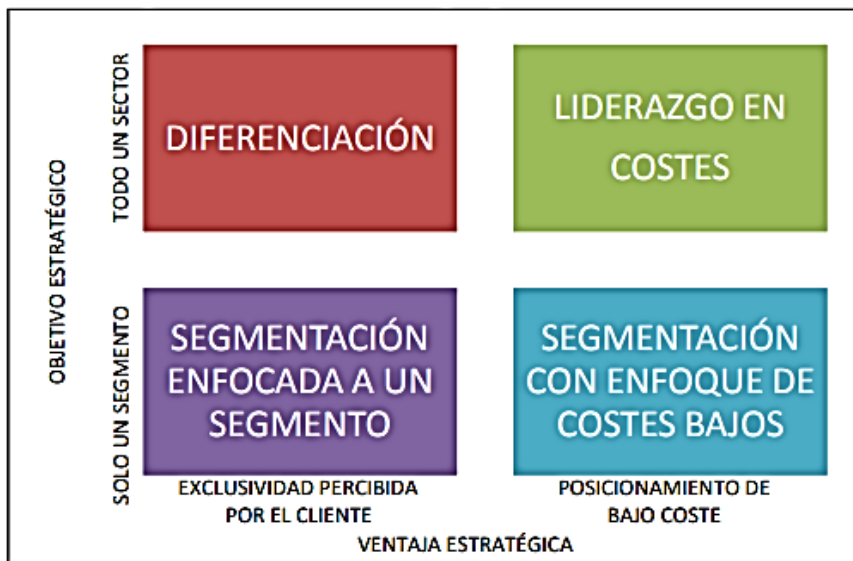 OBJETIVO ESTRATÉGICO
TODO UN SECTOR
DIFERENCIACIÓN
LIDERAZGO EN
COSTES
SOLO UN SEGMENTO
SEGMENTACIÓN
ENFOCADA A UN
SEGMENTO
SEGMENTACIÓN
CON ENFOQUE DE
COSTES BAJOS
EXCLUSIVIDAD PERCIBIDA
POR EL CLIENTE
POSICIONAMIENTO DE
BAJO COSTE
VENTAJA ESTRATÉGICA